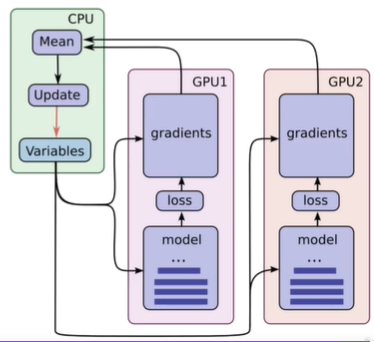 CPU
Mean
Update
Variables
GPU1
gradients
loss
model
...
GPU2
gradients
loss
model
...